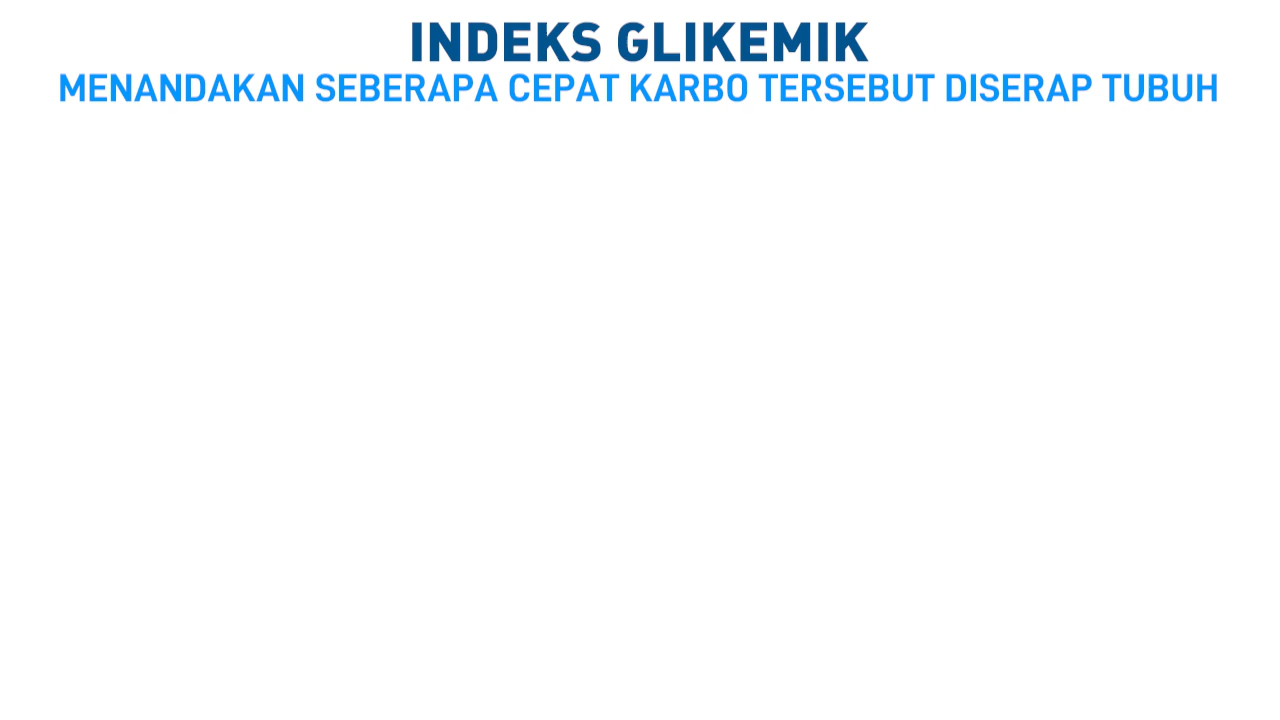 INDEKS GLIKEMIK
MENANDAKAN SEBERAPA CEPAT KARBO TERSEBUT DISERAP TUBUH